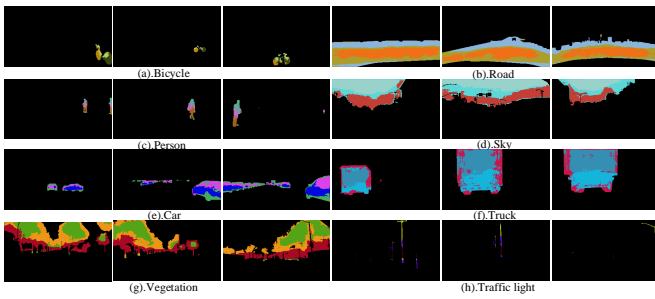 (a).Bicycle
(b).Road
(c).Person
(d).Sky
(e).Car
(f).Truck
(g).Vegetation
(h).Traffic light